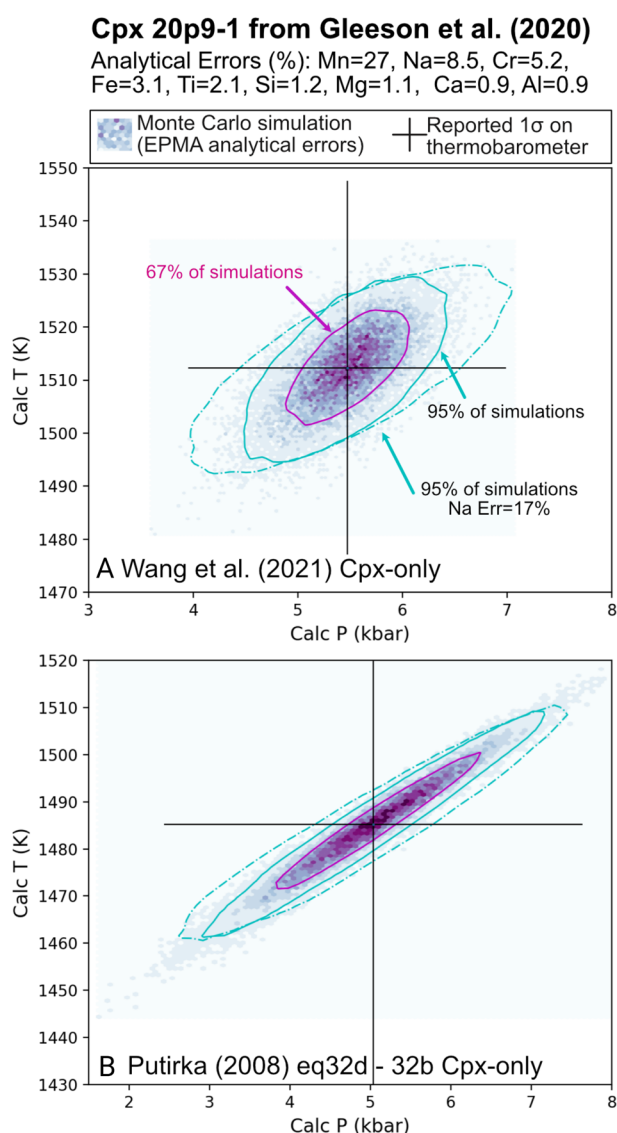 Cpx 20p9-1 from Gleeson et al. (2020)
Analytical Errors (%): Mn=27, Na=8.5, Cr=5.2,
Fe=3.1, Ti=2.1, Si=1.2, Mg=1.1, Ca=0.9, Al=0.9
Monte Carlo simulation
(EPMA analytical errors)
Reported 1σ on
thermobarometer
1550
1540
1530
1520
1510
1500
1490
1480
1470
Calc T (K)
67% of simulations
95% of simulations
95% of simulations
Na Err=17%
A Wang et al. (2021) Cpx-only
3 4 5 6 7 8
Calc P (kbar)
1520
1510
1500
1490
1480
1470
1460
1450
1440
1430
Calc T (K)
B Putirka (2008) eq32d - 32b Cpx-only
2 3 4 5 6 7 8
Calc P (kbar)